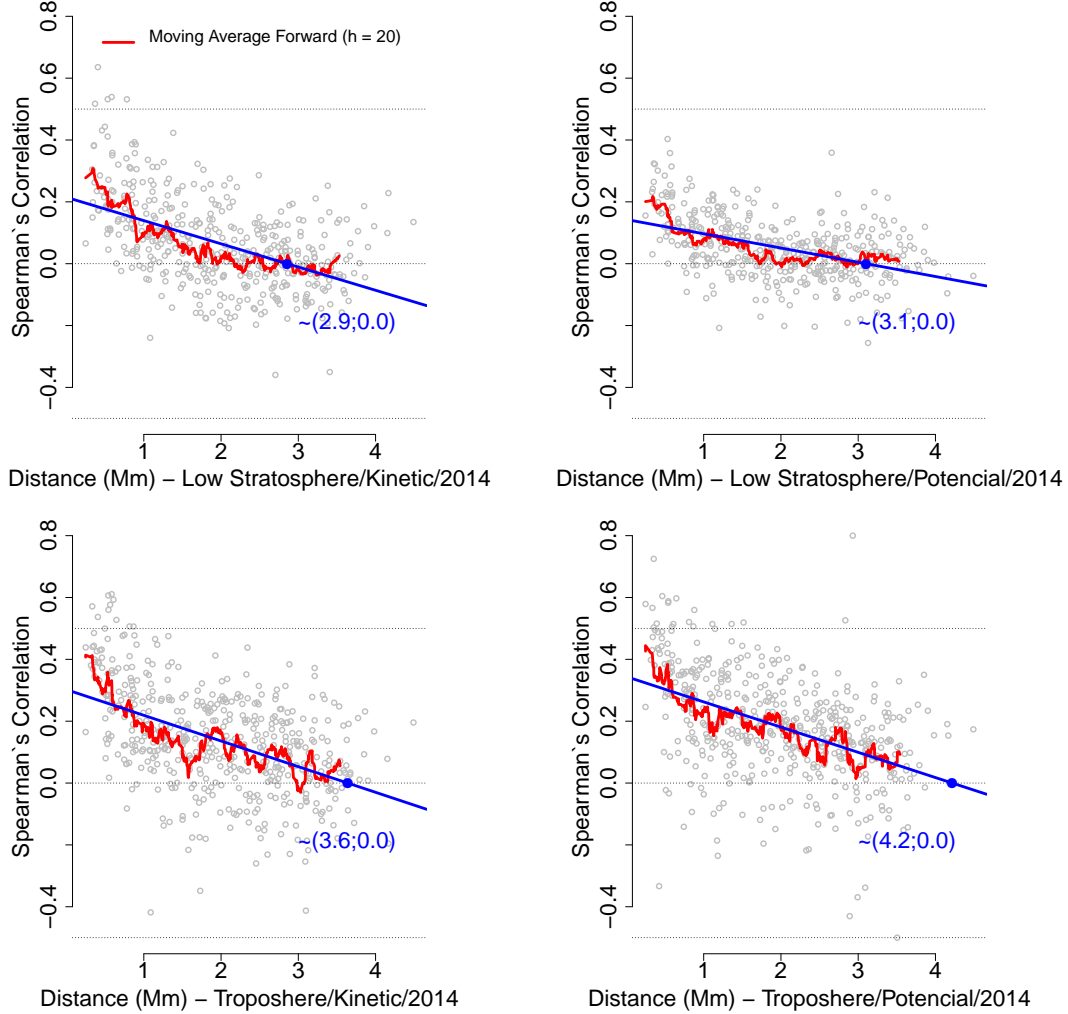 0.8
0.6
0.4
0.2
0.0
−0.4
Spearman`s Correlation
Moving Average Forward (h = 20)
~(2.9;0.0)
1 2 3 4
Distance (Mm) − Low Stratosphere/Kinetic/2014
0.8
0.6
0.4
0.2
0.0
−0.4
Spearman`s Correlation
~(3.1;0.0)
1 2 3 4
Distance (Mm) − Low Stratosphere/Potencial/2014
0.8
0.6
0.4
0.2
0.0
−0.4
Spearman`s Correlation
~(3.6;0.0)
1 2 3 4
Distance (Mm) − Troposhere/Kinetic/2014
0.8
0.6
0.4
0.2
0.0
−0.4
Spearman`s Correlation
~(4.2;0.0)
1 2 3 4
Distance (Mm) − Troposhere/Potencial/2014